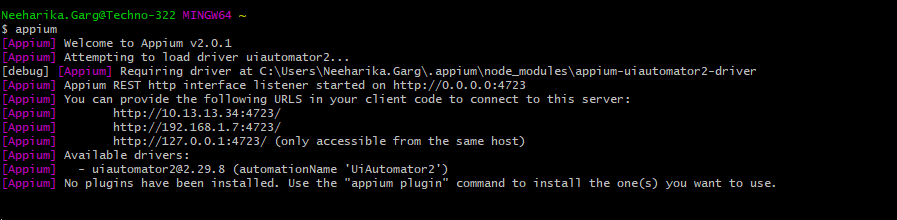 Neeharika.Garg@Techno-322 MINGW64 ~
$ appium
[Appium] Welcome to Appium v2.0.1
[Appium] Attempting to load driver uiautomator2...
[debug] [Appium] Requiring driver at C:\Users\Neeharika.Garg\.appium\node_modules\appium-uiautomator2-driver
[Appium] Appium REST http interface listener started on http://0.0.0.0:4723
[Appium] You can provide the following URLS in your client code to connect to this server:
[Appium] http://10.13.13.34:4723/
[Appium] http://192.168.1.7:4723/
[Appium] http://127.0.0.1:4723/ (only accessible from the same host)
[Appium] Available drivers:
[Appium] - uiautomator2@2.29.8 (automationName 'UiAutomator2')
[Appium] No plugins have been installed. Use the "appium plugin" command to install the one(s) you want to use.